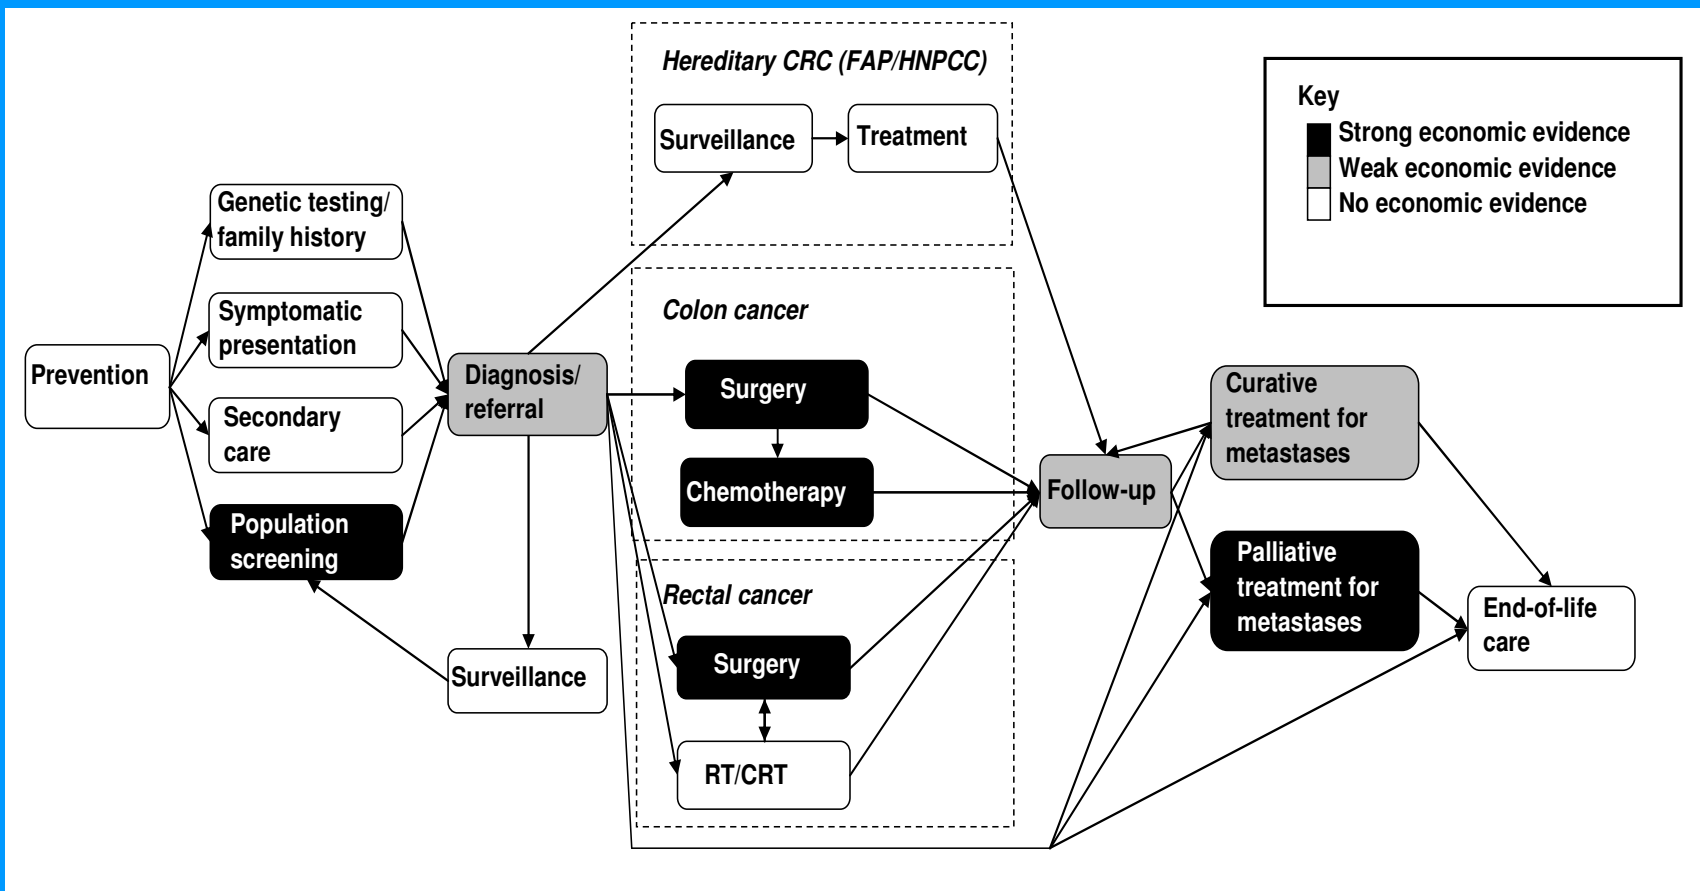 Hereditary CRC (FAP/HNPCC)
Surveillance
Treatment
Key
Strong economic evidence
Weak economic evidence
No economic evidence
Genetic testing/
family history
Symptomatic
presentation
Prevention
Secondary
care
Population
screening
Diagnosis/
referral
Surveillance
Colon cancer
Surgery
Chemotherapy
Rectal cancer
Surgery
RT/CRT
Follow-up
Curative
treatment for
metastases
Palliative
treatment for
metastases
End-of-life
care